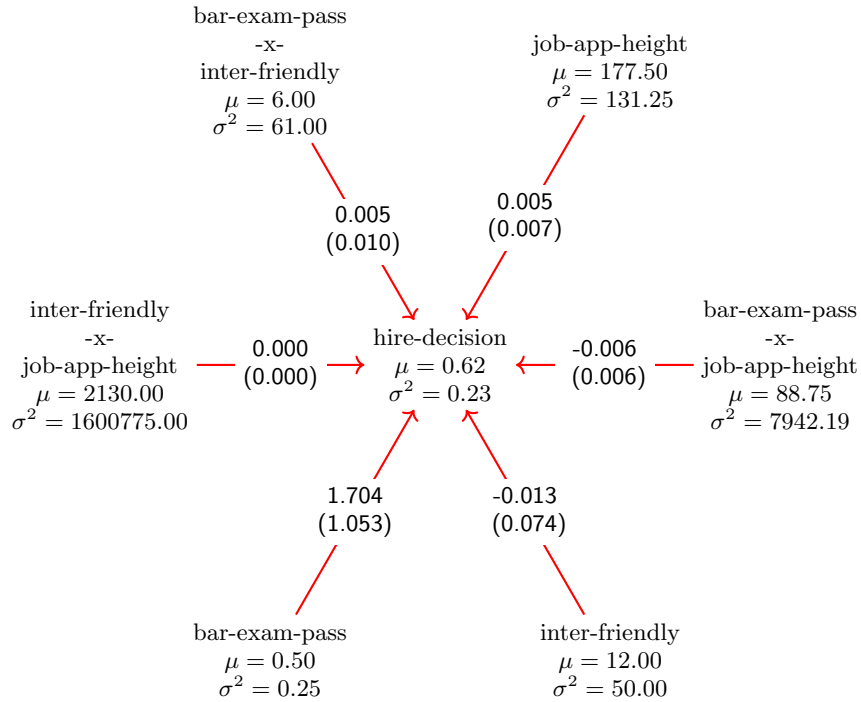 bar-exam-pass
-x-
inter-friendly
μ = 6.00
σ² = 61.00
job-app-height
μ = 177.50
σ² = 131.25
0.005
(0.010)
0.005
(0.007)
inter-friendly
-x-
job-app-height
μ = 2130.00
σ² = 1600775.00
0.000
(0.000)
hire-decision
μ = 0.62
σ² = 0.23
-0.006
(0.006)
bar-exam-pass
-x-
job-app-height
μ = 88.75
σ² = 7942.19
1.704
(1.053)
-0.013
(0.074)
bar-exam-pass
μ = 0.50
σ² = 0.25
inter-friendly
μ = 12.00
σ² = 50.00